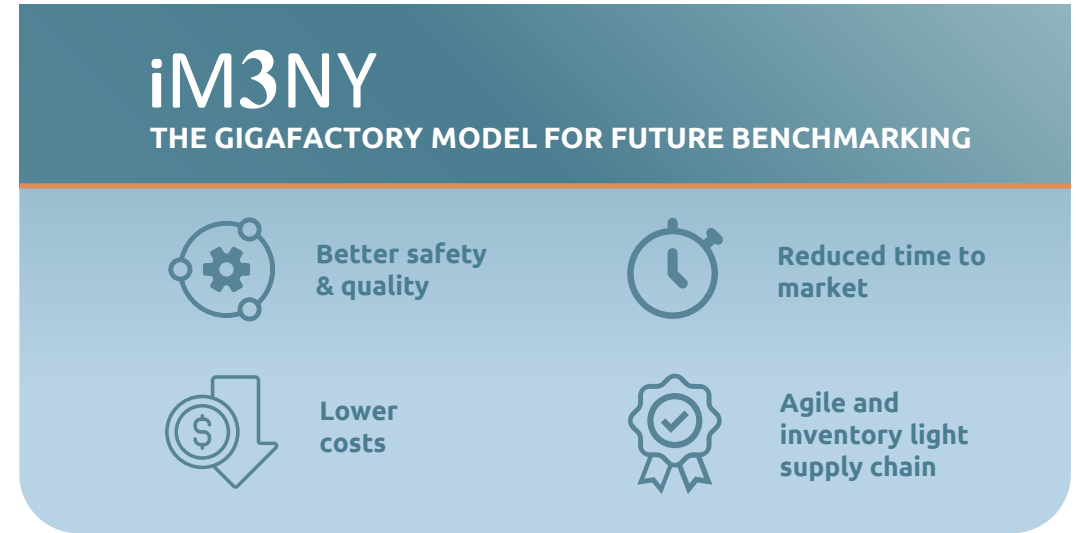 iM3NY
THE GIGAFACTORY MODEL FOR FUTURE BENCHMARKING
Better safety
& quality
Reduced time to
market
$
Lower
costs
Agile and
inventory light
supply chain